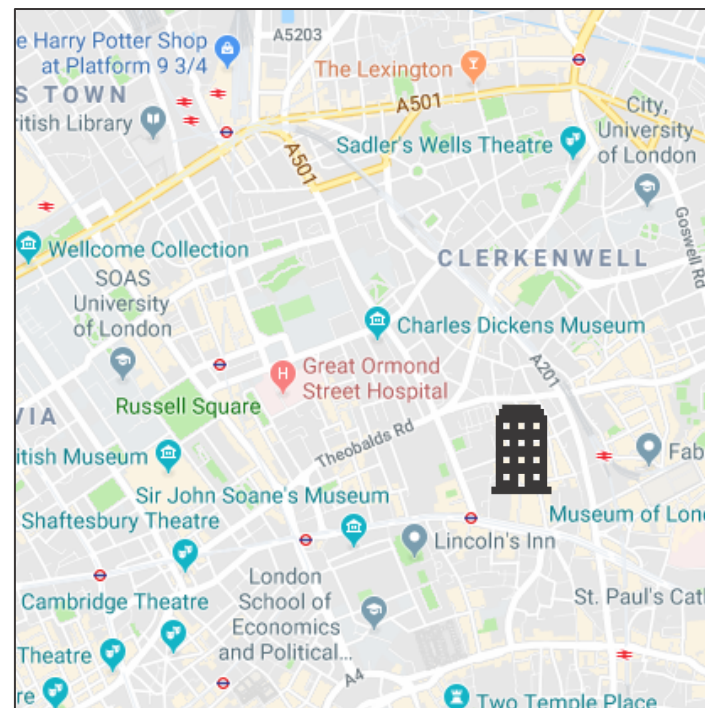 e Harry Potter Shop
at Platform 9 3/4
A5203
The Lexington
S TOWN
ritish Library
A501
City,
University
of London
Sadler's Wells Theatre
A501
Goswell Rd
Wellcome Collection
CLERKENWELL
SOAS
University
of London
Charles Dickens Museum
A201
H
Great Ormond
Street Hospital
Russell Square
VIA
Theobalds Rd
itish Museum
Fab
Sir John Soane's Museum
Shaftesbury Theatre
Museum of Lon
Lincoln's Inn
London
School of
Economics
and Political...
St. Paul's Cat
Cambridge Theatre
Theatre
A4
re
Two Temple Place